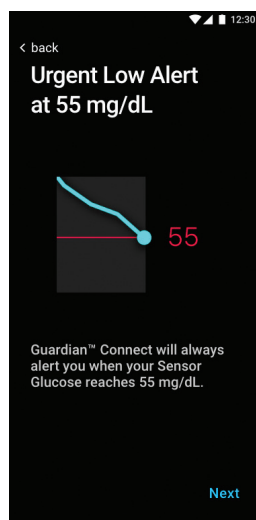 12:30
< back
Urgent Low Alert
at 55 mg/dL
55
Guardian™ Connect will always
alert you when your Sensor
Glucose reaches 55 mg/dL.
Next